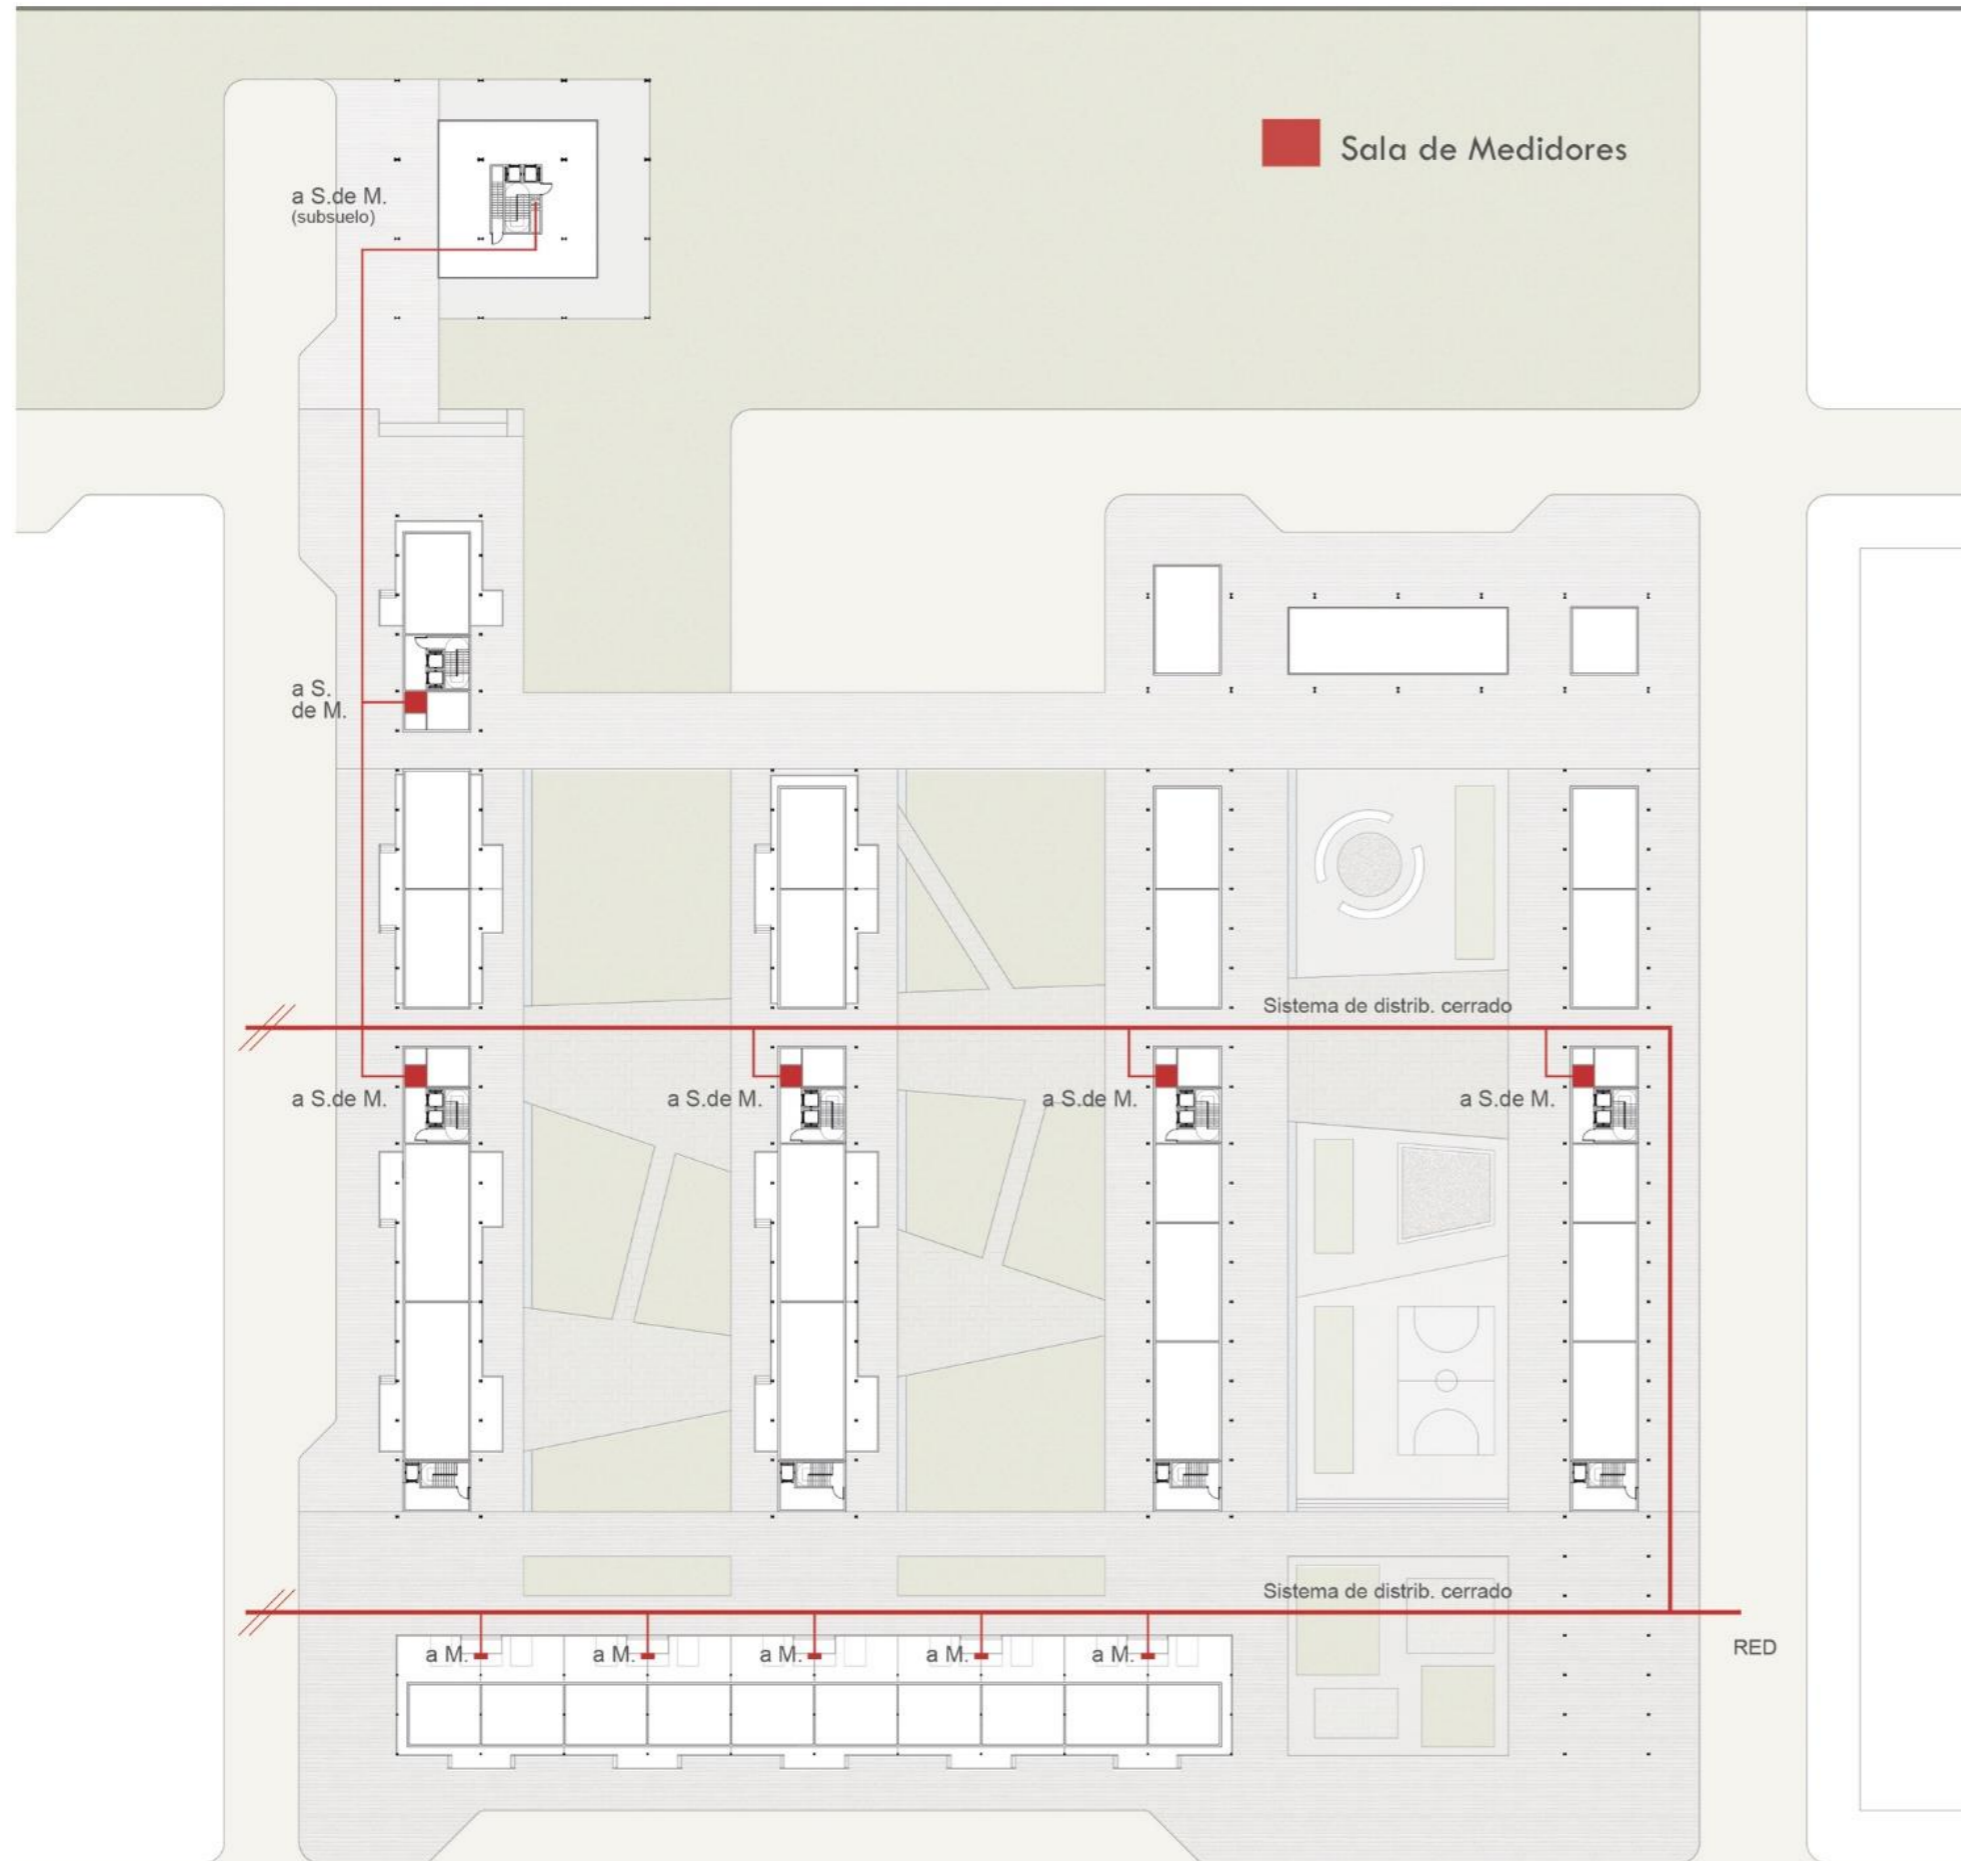 Sala de Medidores
a S.de M.
(subsuelo)
a S.
de M.
Sistema de distrib. cerrado
a S.de M.
a S.de M.
a S.de M.
a S.de M.
Sistema de distrib. cerrado
RED
a M.
a M.
a M.
a M.
a M.